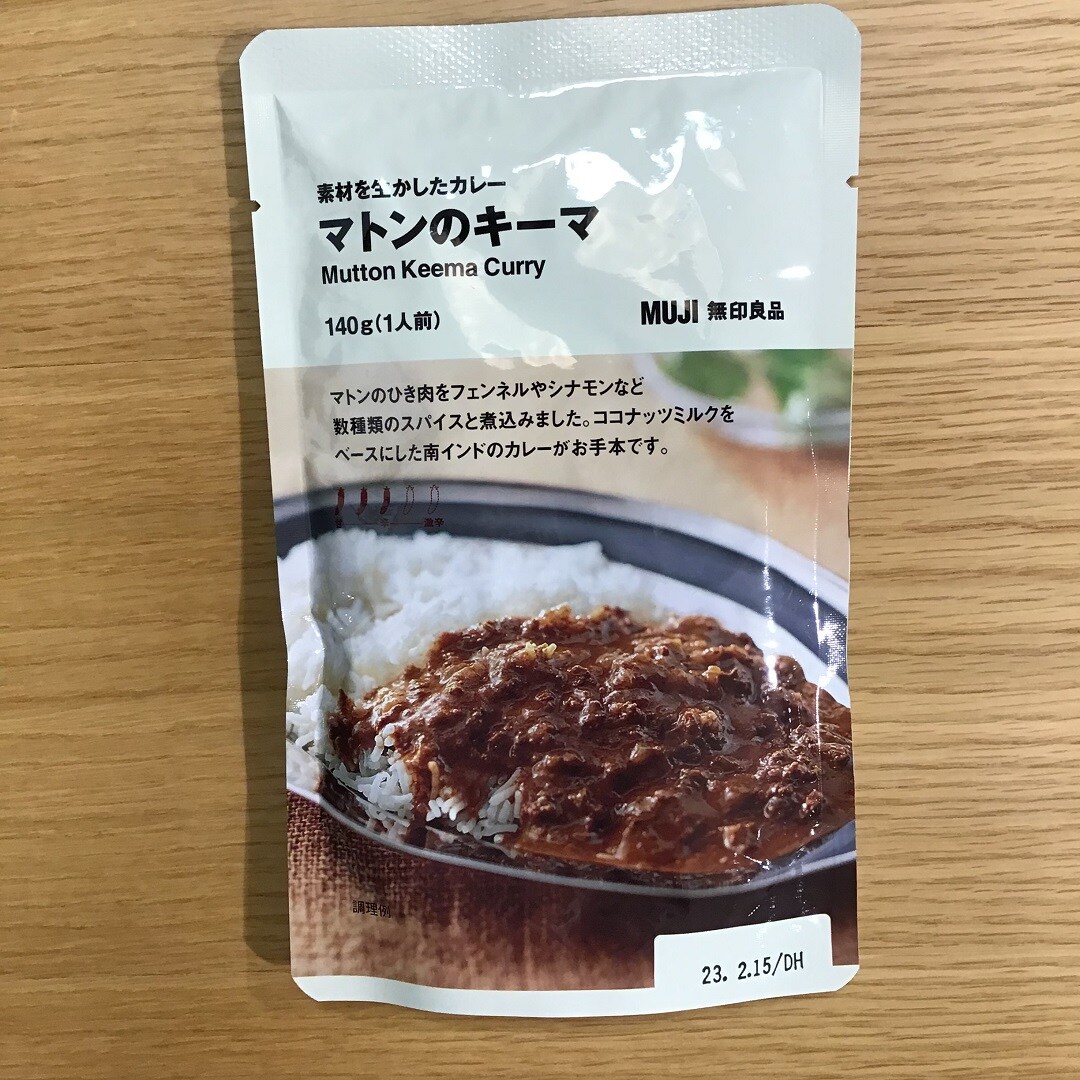 素材を生かしたカレー
マトンのキーマ
Mutton Keema Curry
140g(1人前)
MUJI 無印良品
マトンのひき肉をフェンネルやシナモンなど
数種類のスパイスと煮込みました。ココナッツミルクを
ベースにした南インドのカレーがお手本です。
辛 激辛
調理例
23. 2.15/DH